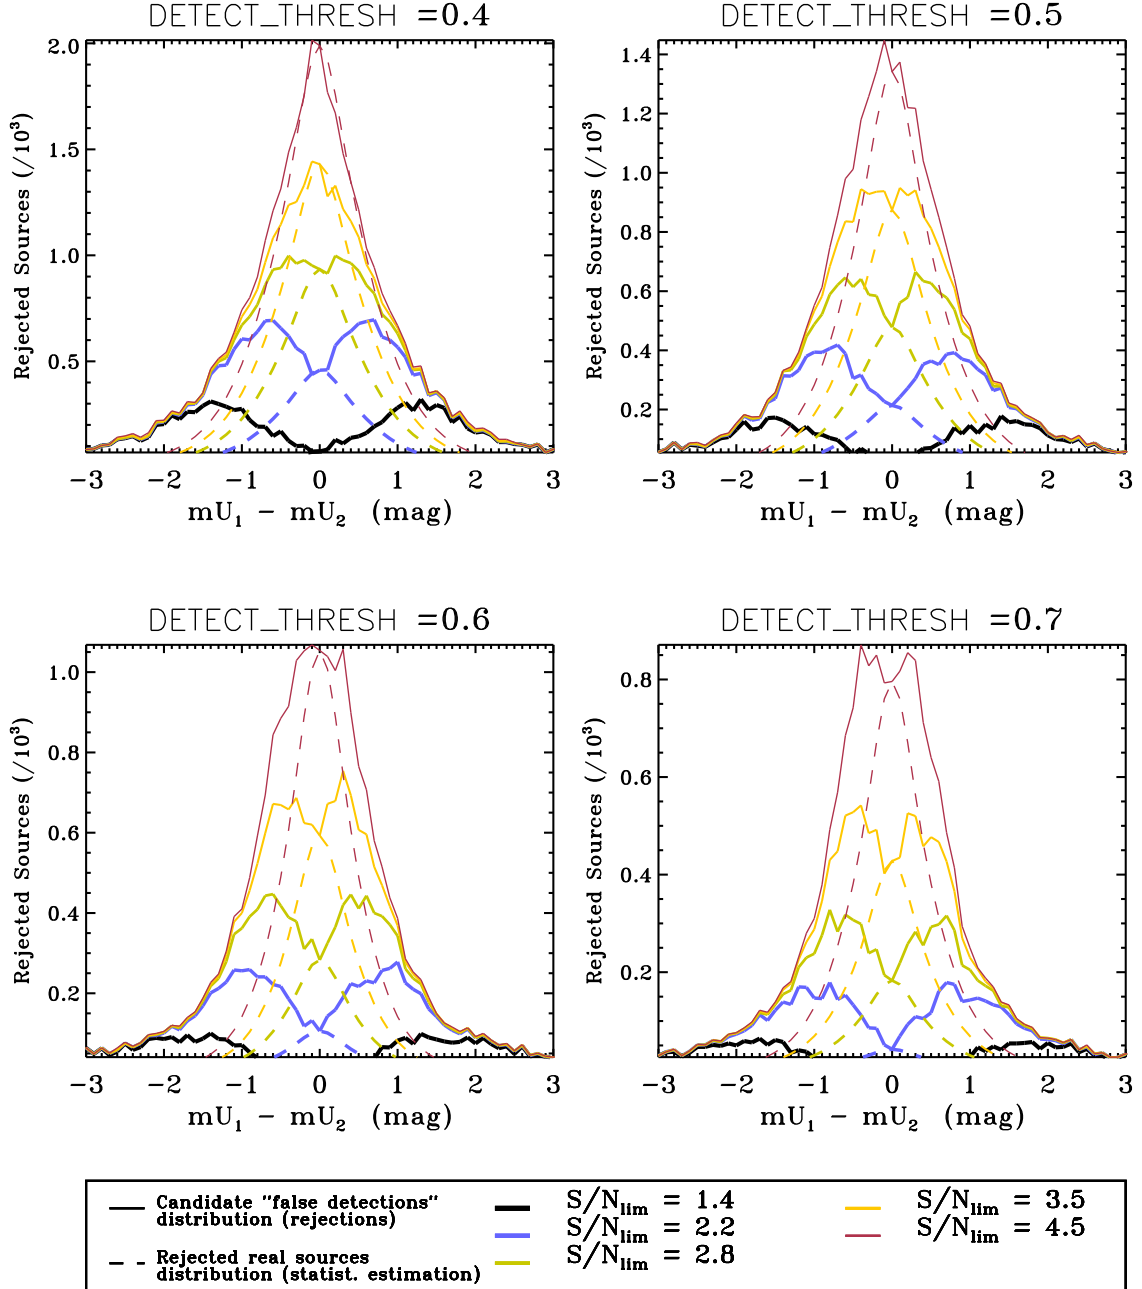 DETECT_THRESH =0.4
DETECT_THRESH =0.5
2.0
1.5
1.0
0.5
Rejected Sources (/10³)
-3 -2 -1 0 1 2 3
mU₁ − mU₂ (mag)
1.4
1.2
1.0
0.8
0.6
0.4
0.2
Rejected Sources (/10³)
-3 -2 -1 0 1 2 3
mU₁ − mU₂ (mag)
DETECT_THRESH =0.6
DETECT_THRESH =0.7
1.0
0.8
0.6
0.4
0.2
Rejected Sources (/10³)
-3 -2 -1 0 1 2 3
mU₁ − mU₂ (mag)
0.8
0.6
0.4
0.2
Rejected Sources (/10³)
-3 -2 -1 0 1 2 3
mU₁ − mU₂ (mag)
Candidate "false detections"
distribution (rejections)
Rejected real sources
distribution (statist. estimation)
S/Nlim = 1.4
S/Nlim = 2.2
S/Nlim = 2.8
S/Nlim = 3.5
S/Nlim = 4.5